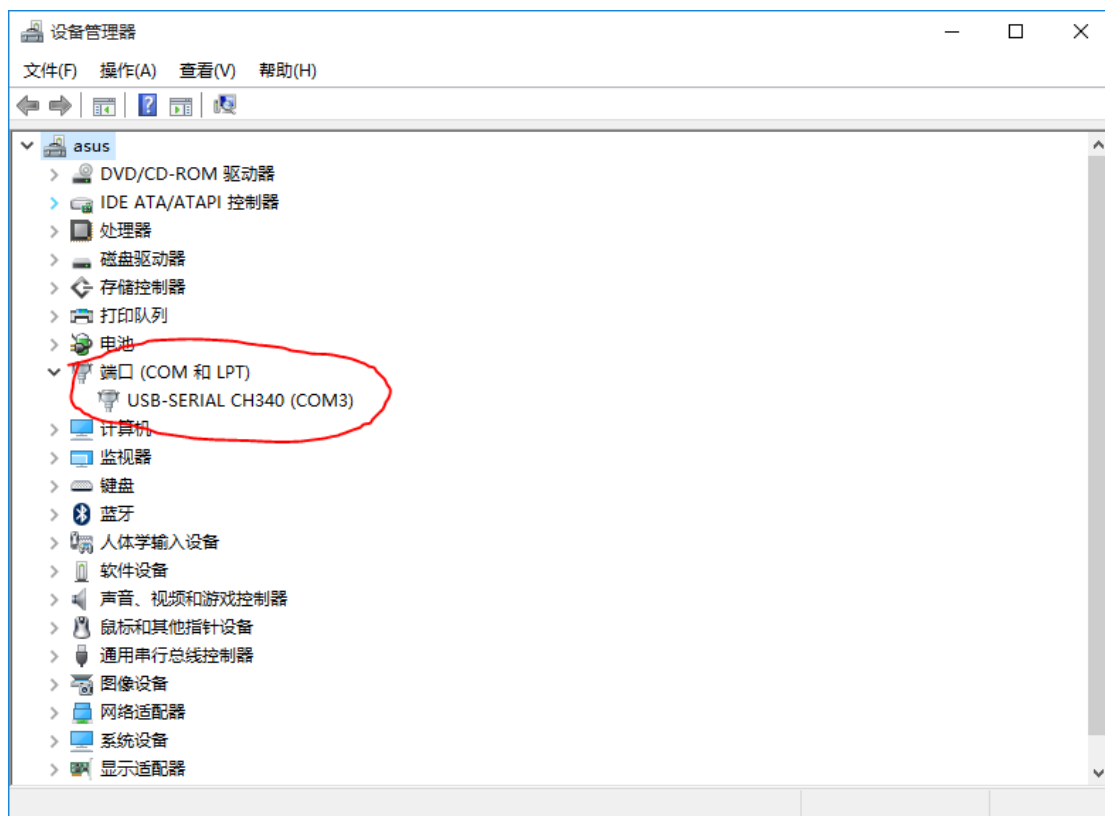 设备管理器
文件(F) 操作(A) 查看(V) 帮助(H)
asus
DVD/CD-ROM 驱动器
IDE ATA/ATAPI 控制器
处理器
磁盘驱动器
存储控制器
打印队列
电池
端口 (COM 和 LPT)
USB-SERIAL CH340 (COM3)
计算机
监视器
键盘
蓝牙
人体学输入设备
软件设备
声音、视频和游戏控制器
鼠标和其他指针设备
通用串行总线控制器
图像设备
网络适配器
系统设备
显示适配器